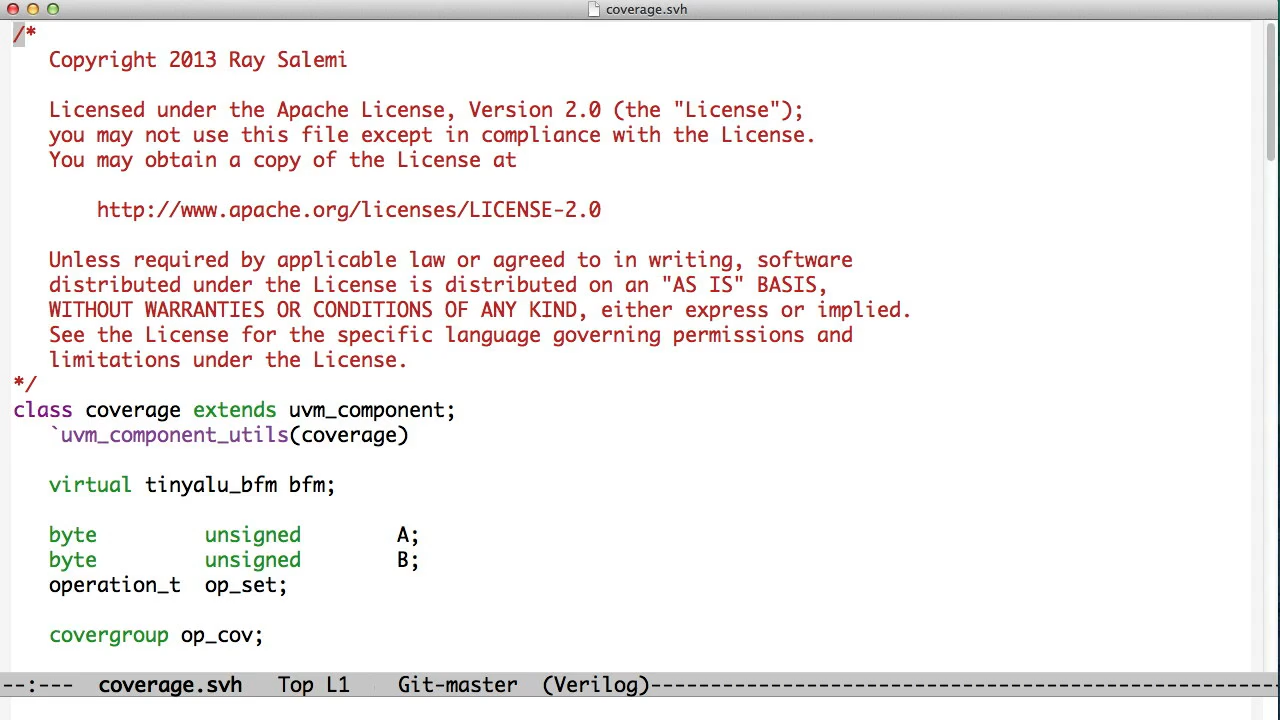 coverage.svh
/*
Copyright 2013 Ray Salemi
Licensed under the Apache License, Version 2.0 (the "License");
you may not use this file except in compliance with the License.
You may obtain a copy of the License at
http://www.apache.org/licenses/LICENSE-2.0
Unless required by applicable law or agreed to in writing, software
distributed under the License is distributed on an "AS IS" BASIS,
WITHOUT WARRANTIES OR CONDITIONS OF ANY KIND, either express or implied.
See the License for the specific language governing permissions and
limitations under the License.
*/
class coverage extends uvm_component;
`uvm_component_utils(coverage)
virtual tinyalu_bfm bfm;
byte unsigned A;
byte unsigned B;
operation_t op_set;
covergroup op_cov;
--:--- coverage.svh Top L1 Git-master (Verilog)----------------------------------------------------